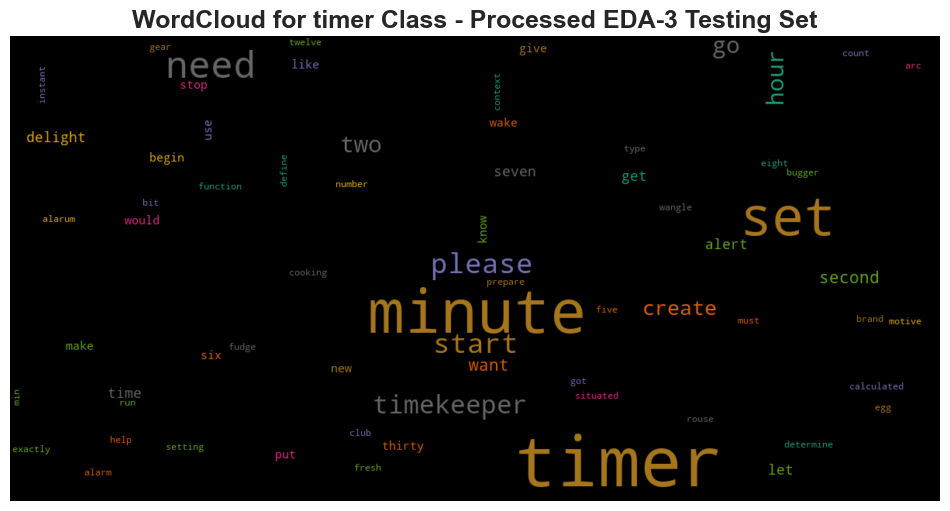 WordCloud for timer Class - Processed EDA-3 Testing Set
gear
twelve
give
go
count
need
like
arc
instant
stop
context
hour
use
wake
delight
two
type
begin
define
seven
get
eight
bugger
function
number
bit
wangle
alarum
would
know
set
alert
please
cooking
prepare
second
minute
five
create
must
brand
motive
start
make
fudge
six
want
new
got
calculated
min
time
run
timekeeper
situated
egg
rouse
club
help
setting
thirty
determine
exactly
put
timer
fresh
alarm
let